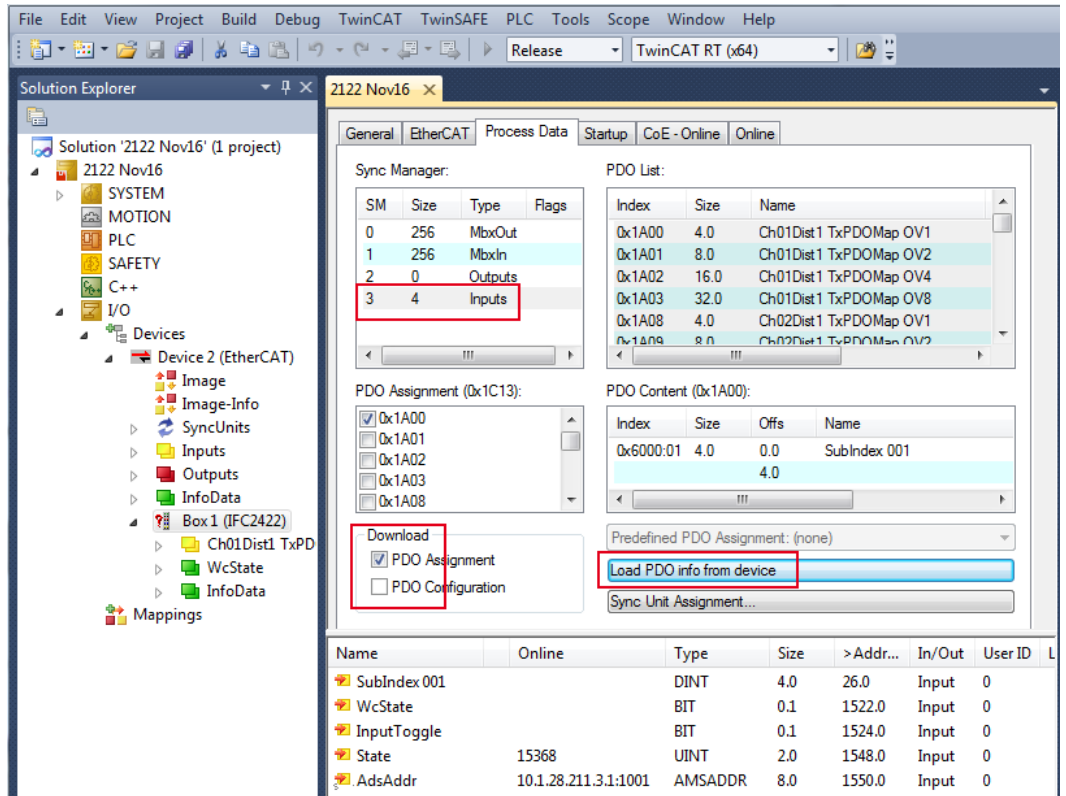 File Edit View Project Build Debug TwinCAT TwinSAFE PLC Tools Scope Window Help
Release TwinCAT RT (x64)
Solution Explorer
Solution '2122 Nov16' (1 project)
2122 Nov16
SYSTEM
MOTION
PLC
SAFETY
C++
I/O
Devices
Device 2 (EtherCAT)
Image
Image-Info
SyncUnits
Inputs
Outputs
InfoData
Box 1 (IFC2422)
Ch01Dist1 TxPD
WcState
InfoData
Mappings
2122 Nov16
General EtherCAT Process Data Startup CoE - Online Online
Sync Manager:
SM Size Type Flags
0 256 MbxOut
1 256 MbxIn
2 0 Outputs
3 4 Inputs
PDO List:
Index Size Name
0x1A00 4.0 Ch01Dist1 TxPDOMap OV1
0x1A01 8.0 Ch01Dist1 TxPDOMap OV2
0x1A02 16.0 Ch01Dist1 TxPDOMap OV4
0x1A03 32.0 Ch01Dist1 TxPDOMap OV8
0x1A08 4.0 Ch02Dist1 TxPDOMap OV1
0x1A09 8.0 Ch02Dist1 TxPDOMap OV2
PDO Assignment (0x1C13):
0x1A00
0x1A01
0x1A02
0x1A03
0x1A08
PDO Content (0x1A00):
Index Size Offs Name
0x6000:01 4.0 0.0 SubIndex 001
4.0
Download
PDO Assignment
PDO Configuration
Predefined PDO Assignment: (none)
Load PDO info from device
Sync Unit Assignment...
Name Online Type Size >Addr... In/Out User ID L
SubIndex 001 DINT 4.0 26.0 Input 0
WcState BIT 0.1 1522.0 Input 0
InputToggle BIT 0.1 1524.0 Input 0
State 15368 UINT 2.0 1548.0 Input 0
AdsAddr 10.1.28.211.3.1:1001 AMSADDR 8.0 1550.0 Input 0